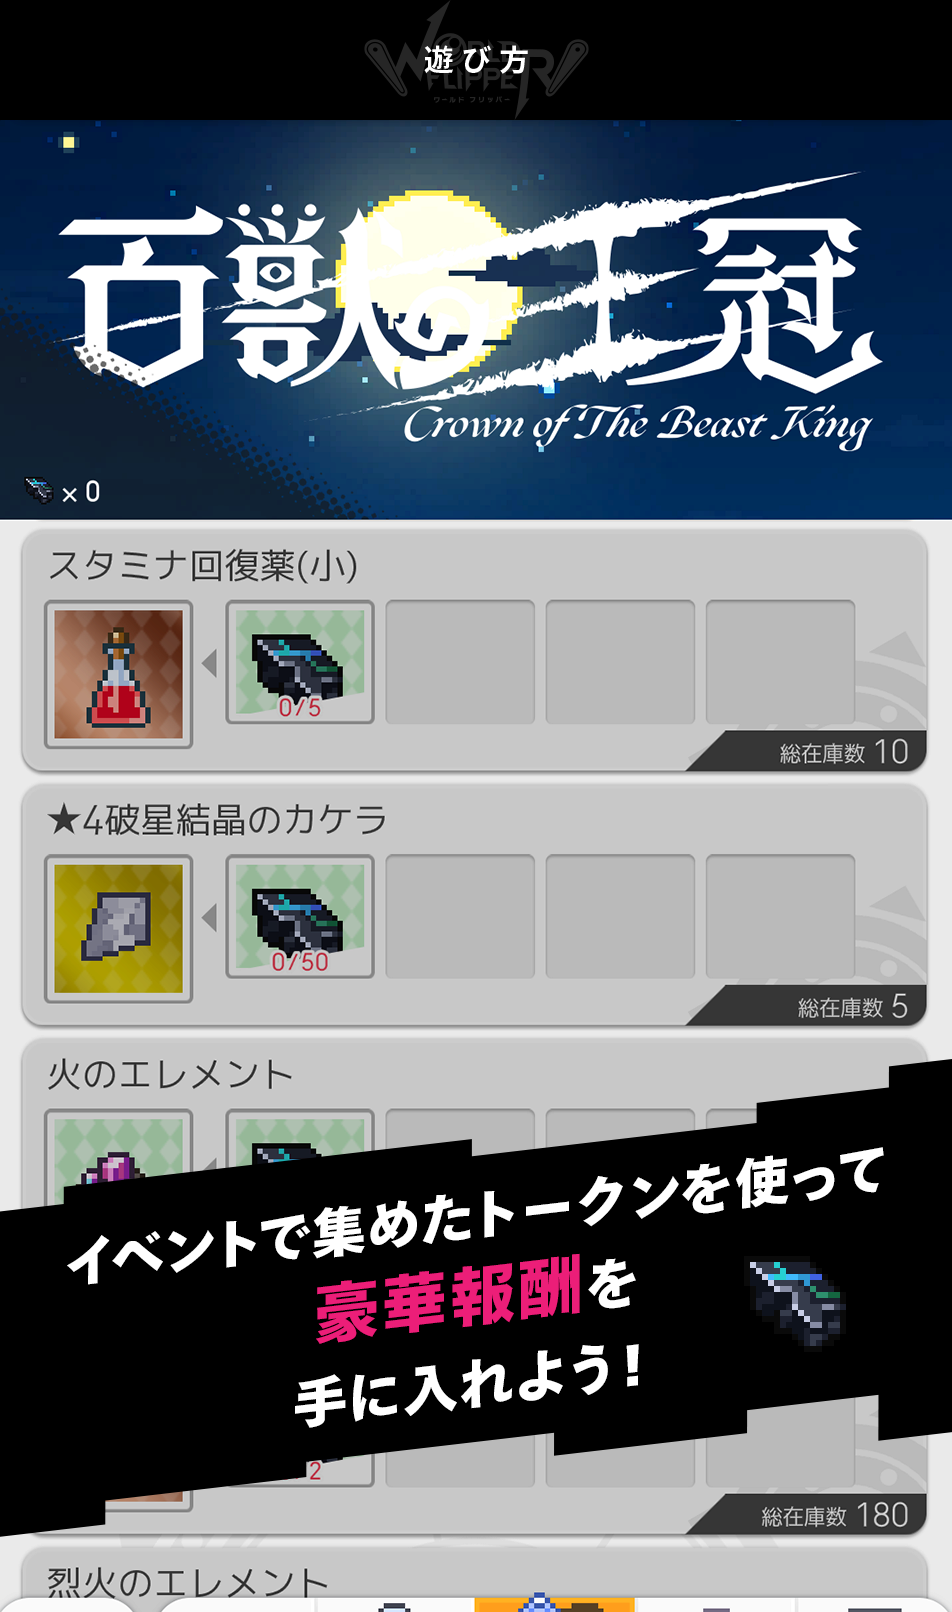 WORLD FLIPPER
ワールド フリッパー
遊び方
百獣の王冠
Crown of The Beast King
×0
スタミナ回復薬(小)
0/5
総在庫数 10
★4破星結晶のカケラ
0/50
総在庫数 5
火のエレメント
イベントで集めたトークンを使って
豪華報酬を
手に入れよう!
2
総在庫数 180
烈火のエレメント